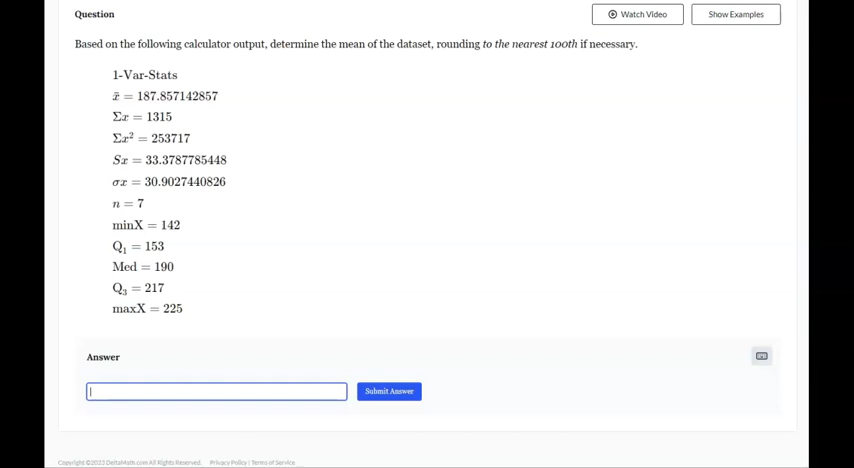 Question
Watch Video
Show Examples
Based on the following calculator output, determine the mean of the dataset, rounding to the nearest 100th if necessary.
1-Var-Stats
x̄ = 187.857142857
Σx = 1315
Σx² = 253717
Sx = 33.3787785448
σx = 30.9027440826
n = 7
minX = 142
Q₁ = 153
Med = 190
Q₃ = 217
maxX = 225
Answer
Submit Answer
Copyright ©2023 DeltaMath.com All Rights Reserved. Privacy Policy | Terms of Service